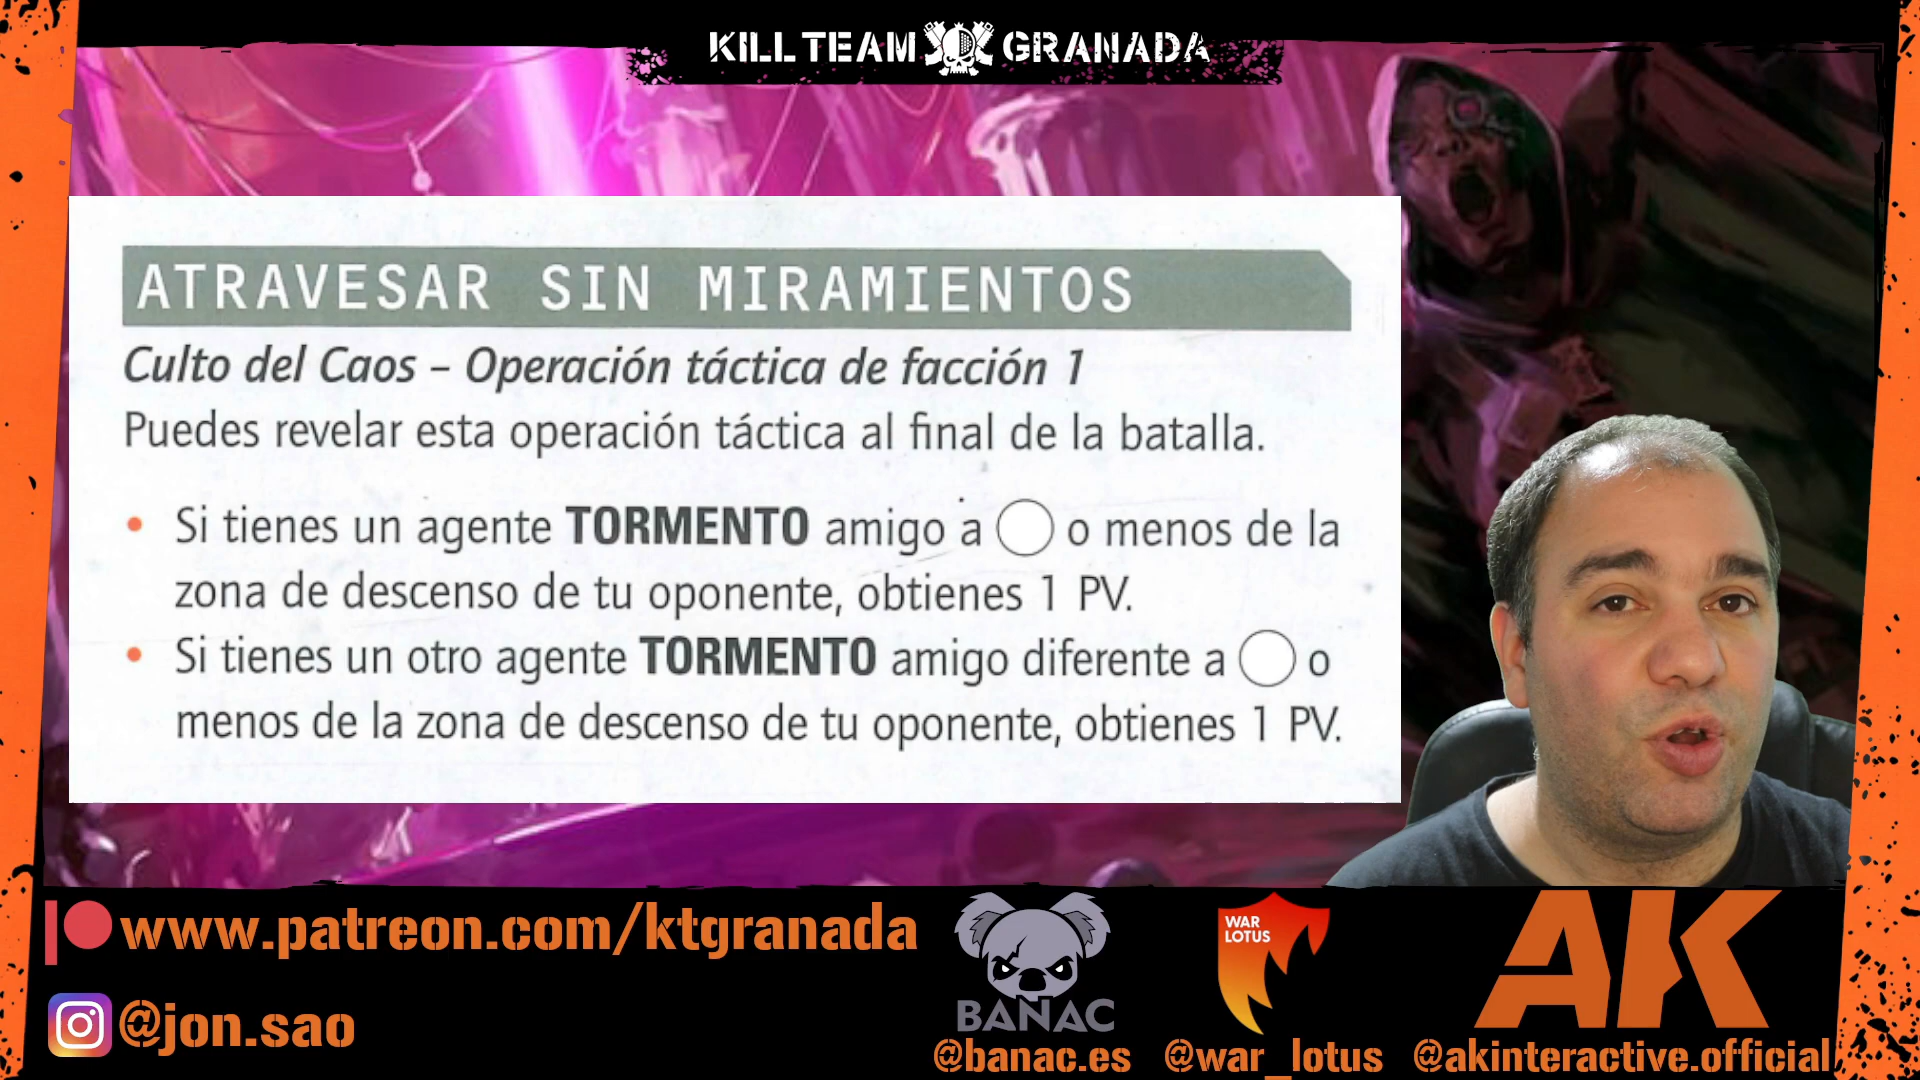 KILL TEAM GRANADA
ATRAVESAR SIN MIRAMIENTOS
Culto del Caos – Operación táctica de facción 1
Puedes revelar esta operación táctica al final de la batalla.
• Si tienes un agente TORMENTO amigo a ◯ o menos de la
zona de descenso de tu oponente, obtienes 1 PV.
• Si tienes un otro agente TORMENTO amigo diferente a ◯ o
menos de la zona de descenso de tu oponente, obtienes 1 PV.
www.patreon.com/ktgranada
@jon.sao
BANAC
@banac.es
WAR
LOTUS
@war_lotus
AK
@akinteractive.official